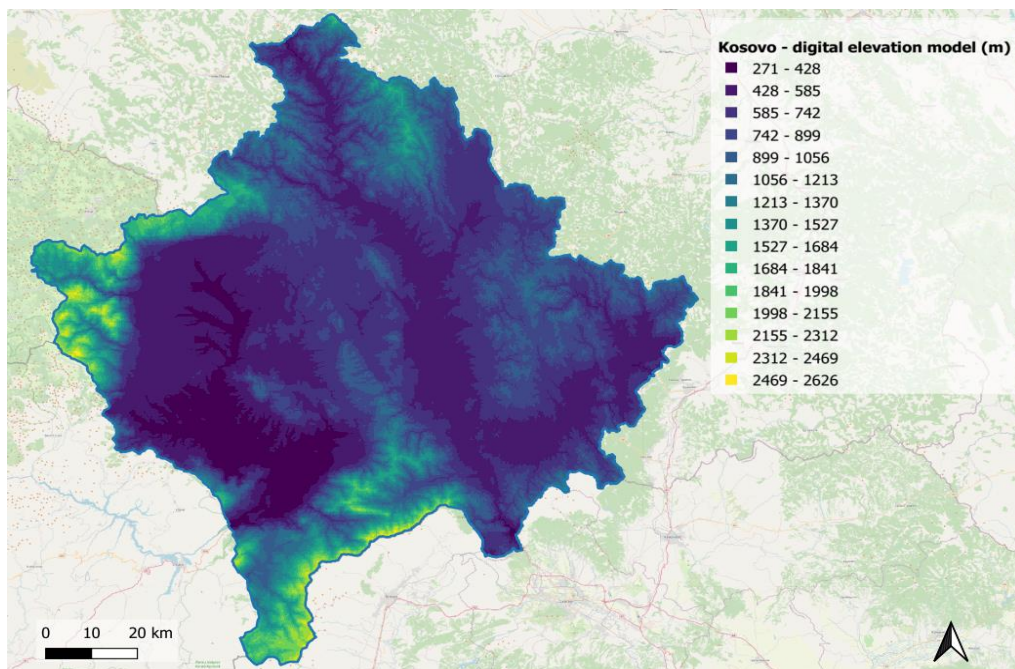 Kosovo - digital elevation model (m)
271 - 428
428 - 585
585 - 742
742 - 899
899 - 1056
1056 - 1213
1213 - 1370
1370 - 1527
1527 - 1684
1684 - 1841
1841 - 1998
1998 - 2155
2155 - 2312
2312 - 2469
2469 - 2626
0 10 20 km